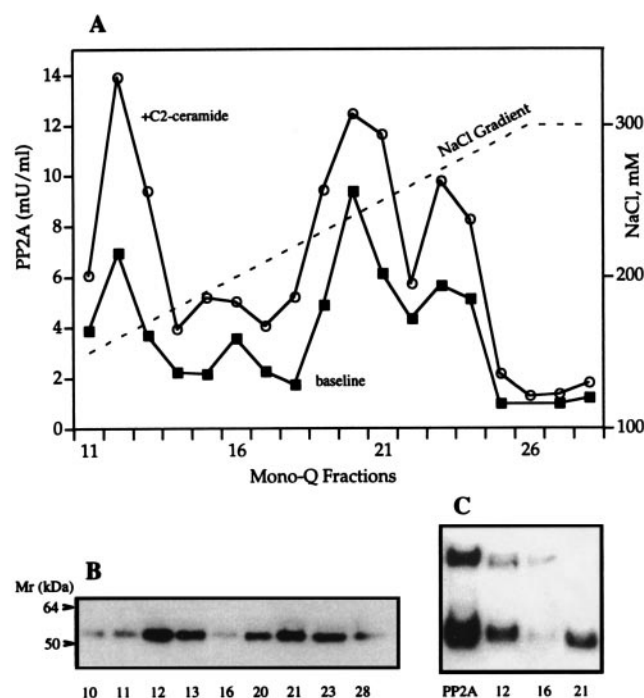 A
14
12
10
8
6
4
2
0
PP2A (mU/ml)
+C2-ceramide
NaCl Gradient
baseline
300
200
100
NaCl, mM
11
16
21
26
Mono-Q Fractions
B
Mr (kDa)
64
50
10 11 12 13 16 20 21 23 28
C
PP2A 12 16 21